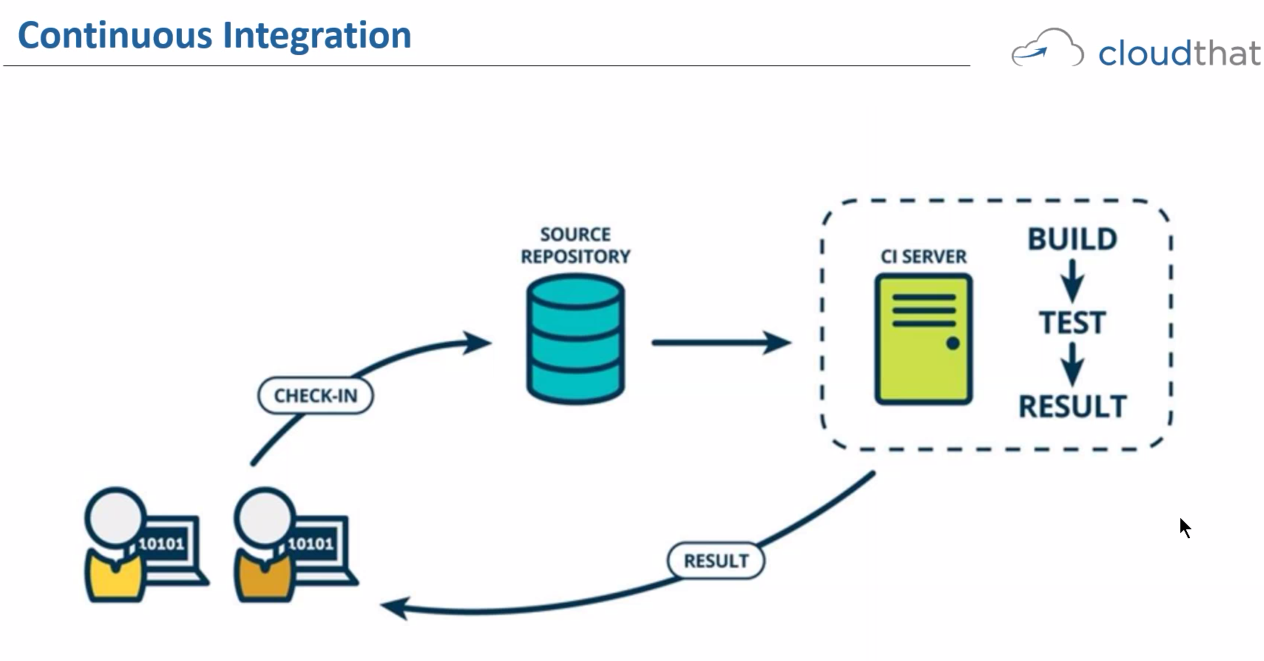 Continuous Integration
cloudthat
SOURCE
REPOSITORY
CI SERVER
BUILD
TEST
RESULT
CHECK-IN
10101
10101
RESULT